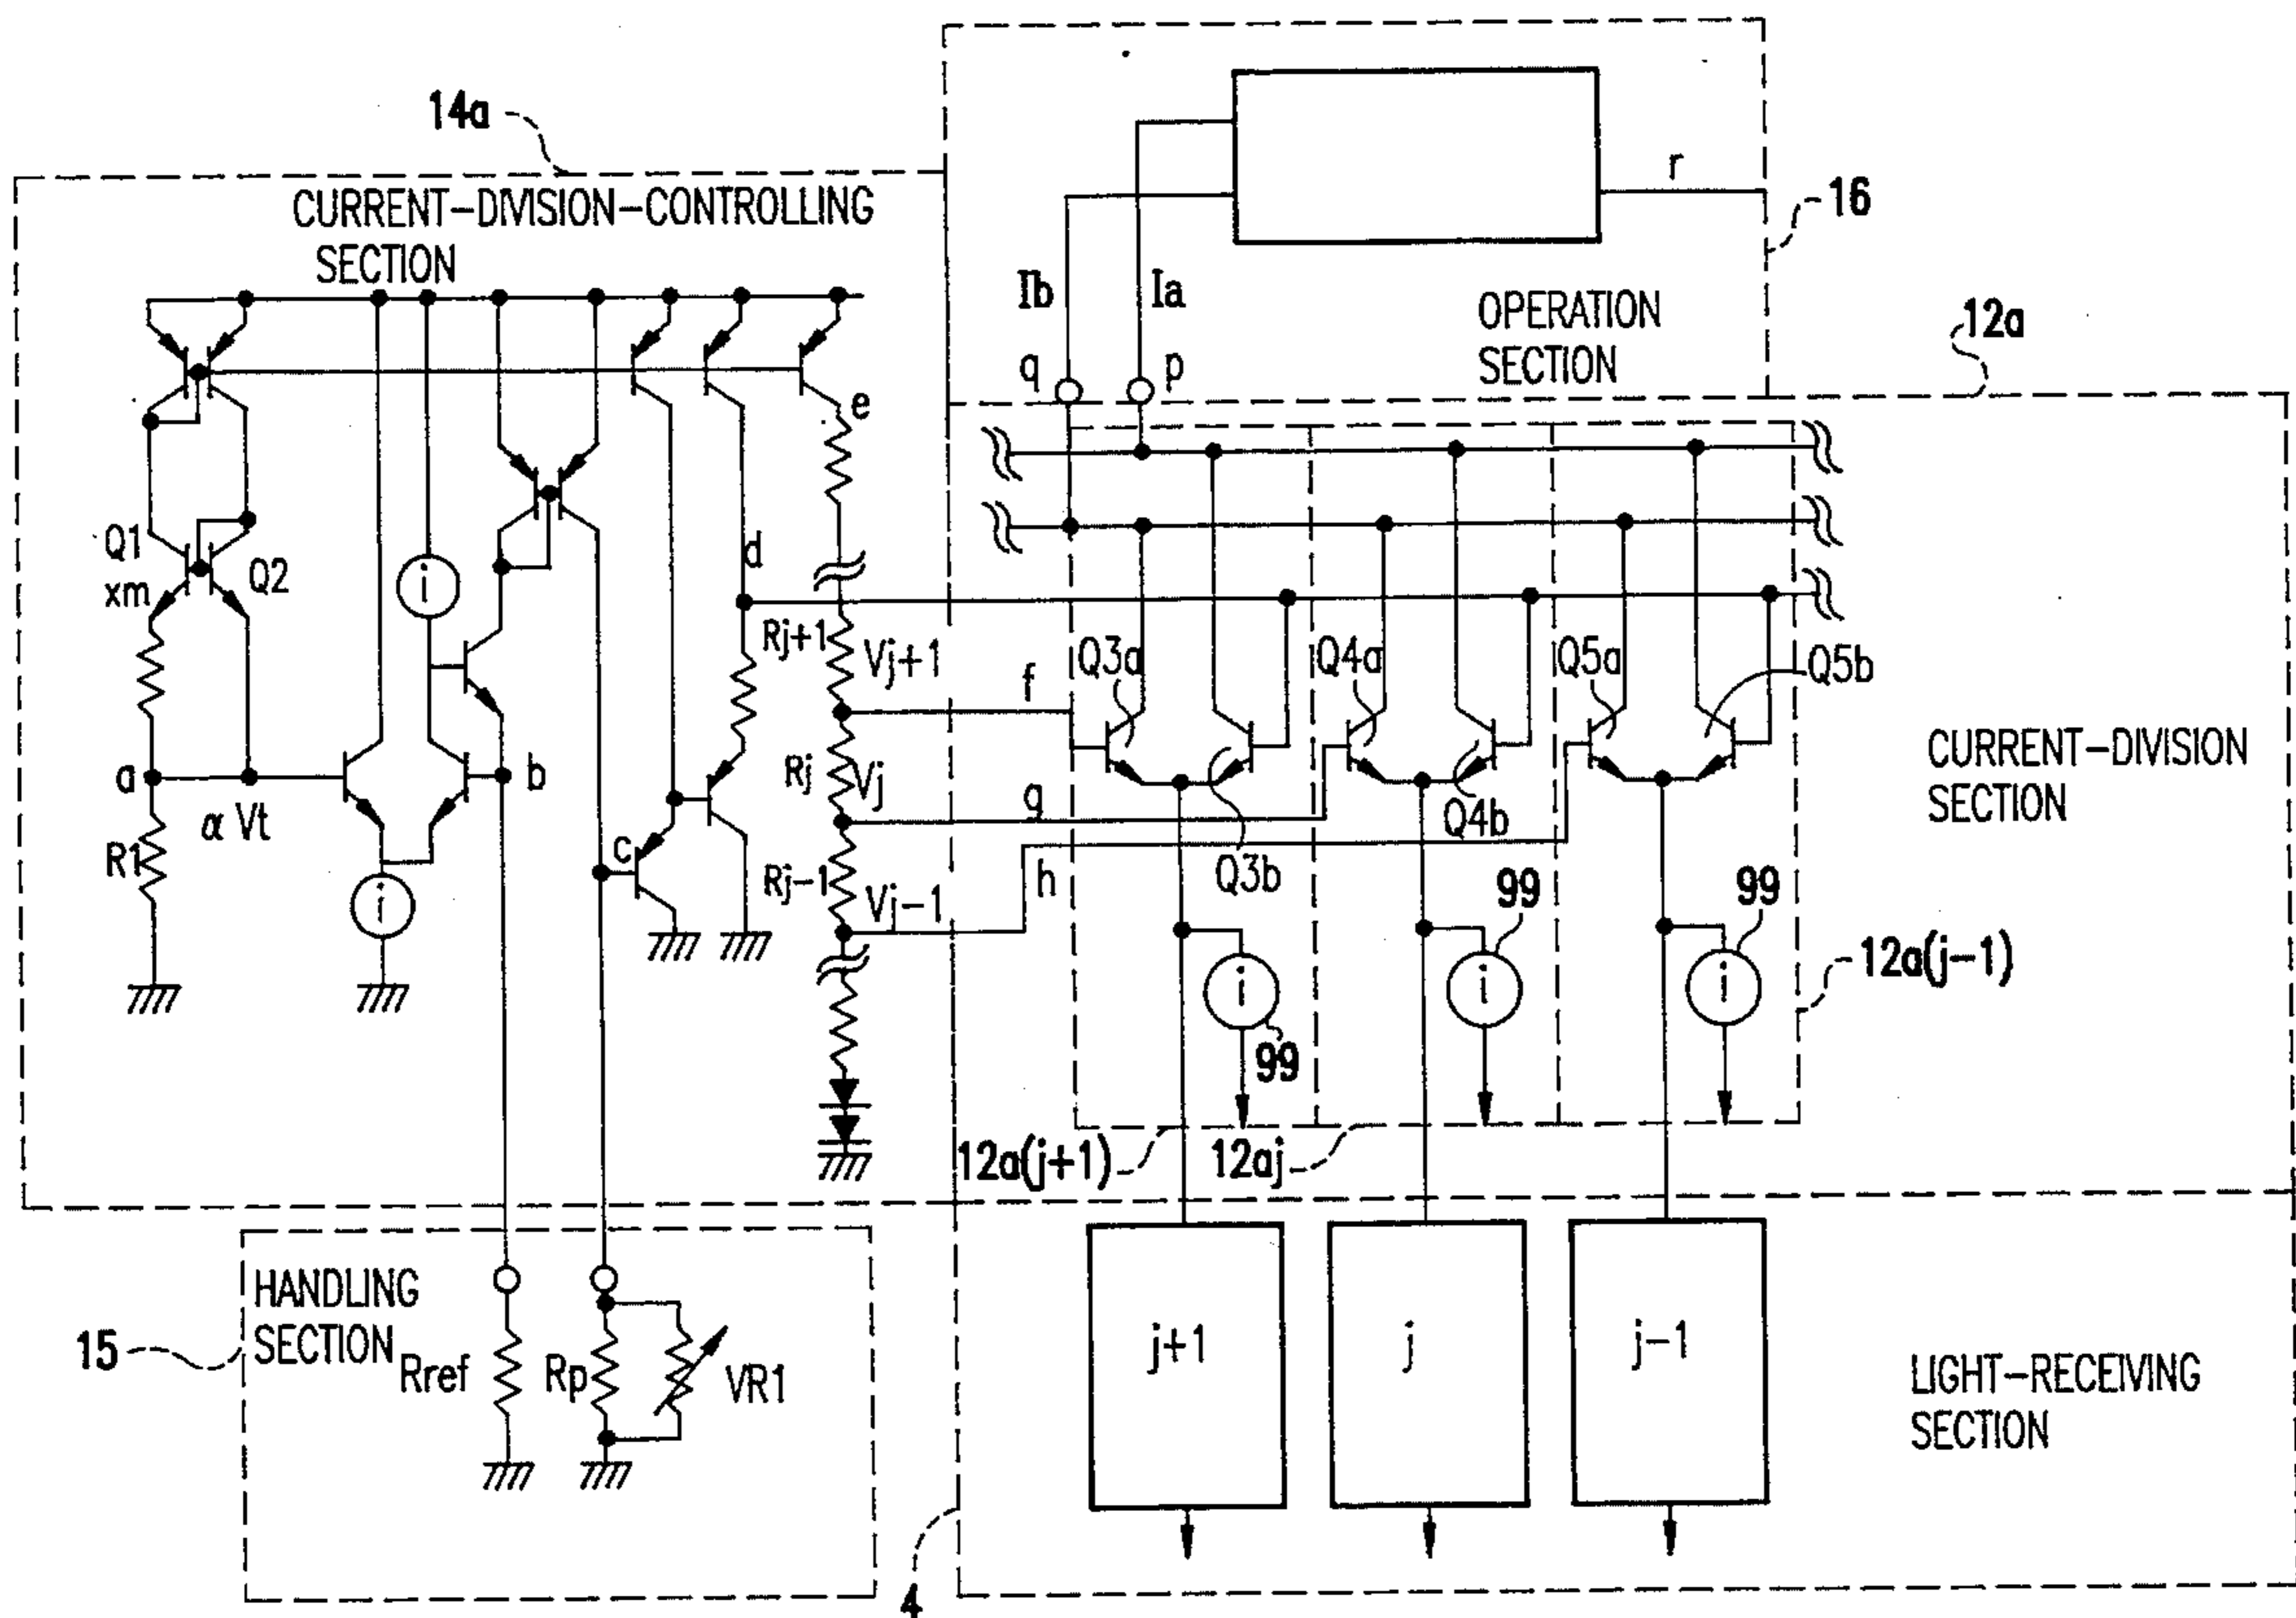 14a
CURRENT-DIVISION-CONTROLLING
SECTION
r
16
Ib
Ia
OPERATION
SECTION
12a
q
p
e
Q1
xm
Q2
i
d
Rj+1
Vj+1
f
Q3a
Q4a
Q5a
Q5b
a
αVt
b
Rj
Vj
g
Q4b
CURRENT-DIVISION
SECTION
R1
i
c
Rj-1
Vj-1
h
Q3b
99
99
i
i
i
99
12a(j-1)
12a(j+1)
12aj
HANDLING
SECTION
15
Rref
Rp
VR1
j+1
j
j-1
LIGHT-RECEIVING
SECTION
4